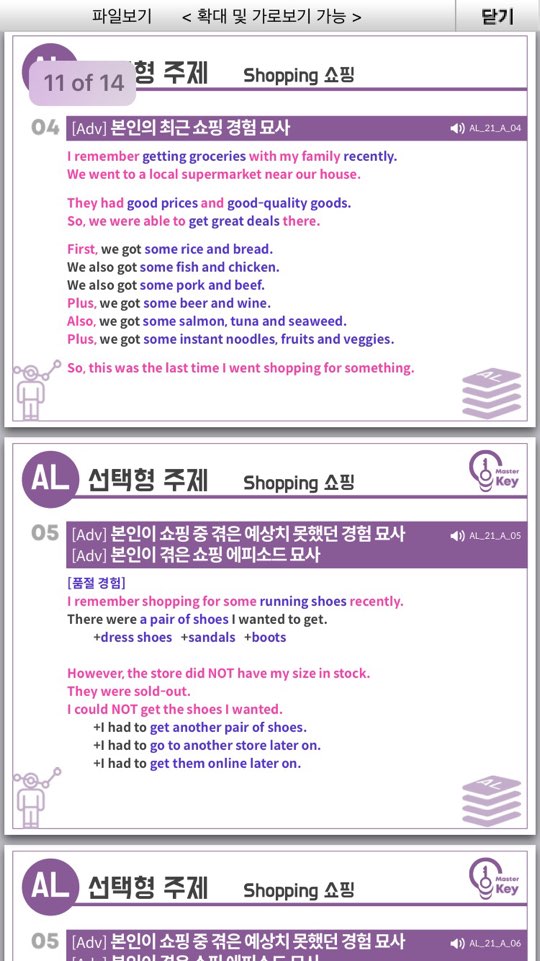 파일보기 < 확대 및 가로보기 가능 > 닫기
형 주제 Shopping 쇼핑
11 of 14
04 [Adv] 본인의 최근 쇼핑 경험 묘사 AL_21_A_04
I remember getting groceries with my family recently.
We went to a local supermarket near our house.
They had good prices and good-quality goods.
So, we were able to get great deals there.
First, we got some rice and bread.
We also got some fish and chicken.
We also got some pork and beef.
Plus, we got some beer and wine.
Also, we got some salmon, tuna and seaweed.
Plus, we got some instant noodles, fruits and veggies.
So, this was the last time I went shopping for something.
AL
AL 선택형 주제 Shopping 쇼핑
Master Key
05 [Adv] 본인이 쇼핑 중 겪은 예상치 못했던 경험 묘사 AL_21_A_05
[Adv] 본인이 겪은 쇼핑 에피소드 묘사
[품절 경험]
I remember shopping for some running shoes recently.
There were a pair of shoes I wanted to get.
+dress shoes +sandals +boots
However, the store did NOT have my size in stock.
They were sold-out.
I could NOT get the shoes I wanted.
+I had to get another pair of shoes.
+I had to go to another store later on.
+I had to get them online later on.
AL
AL 선택형 주제 Shopping 쇼핑
Master Key
05 [Adv] 본인이 쇼핑 중 겪은 예상치 못했던 경험 묘사 AL_21_A_06